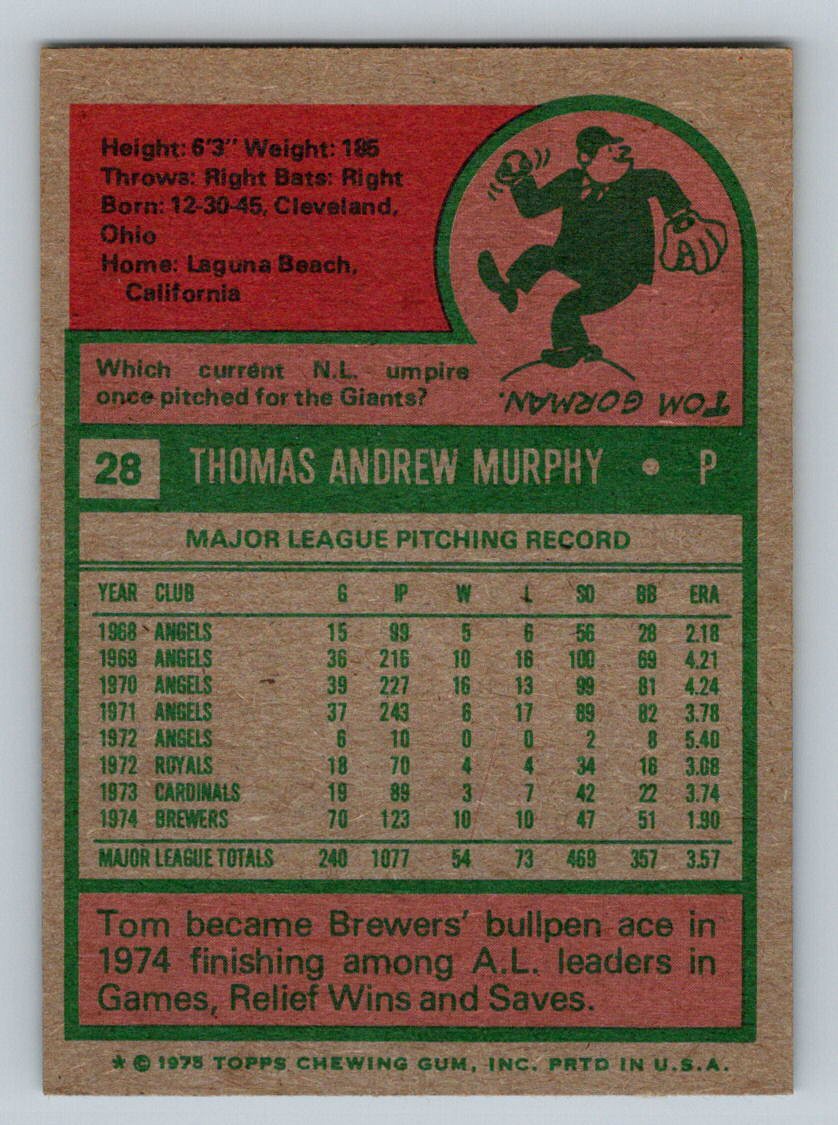 Height: 6'3" Weight: 185
Throws: Right Bats: Right
Born: 12-30-45, Cleveland,
Ohio
Home: Laguna Beach,
California
Which current N.L. umpire
once pitched for the Giants?
TOM GORMAN.
28 THOMAS ANDREW MURPHY • P
MAJOR LEAGUE PITCHING RECORD
YEAR CLUB G IP W L SO BB ERA
1968 ANGELS 15 99 5 6 56 28 2.18
1969 ANGELS 36 216 10 16 100 69 4.21
1970 ANGELS 39 227 16 13 99 81 4.24
1971 ANGELS 37 243 6 17 89 82 3.78
1972 ANGELS 6 10 0 0 2 8 5.40
1972 ROYALS 18 70 4 4 34 16 3.08
1973 CARDINALS 19 89 3 7 42 22 3.74
1974 BREWERS 70 123 10 10 47 51 1.90
MAJOR LEAGUE TOTALS 240 1077 54 73 469 357 3.57
Tom became Brewers' bullpen ace in
1974 finishing among A.L. leaders in
Games, Relief Wins and Saves.
* © 1975 TOPPS CHEWING GUM, INC. PRTD IN U.S.A.